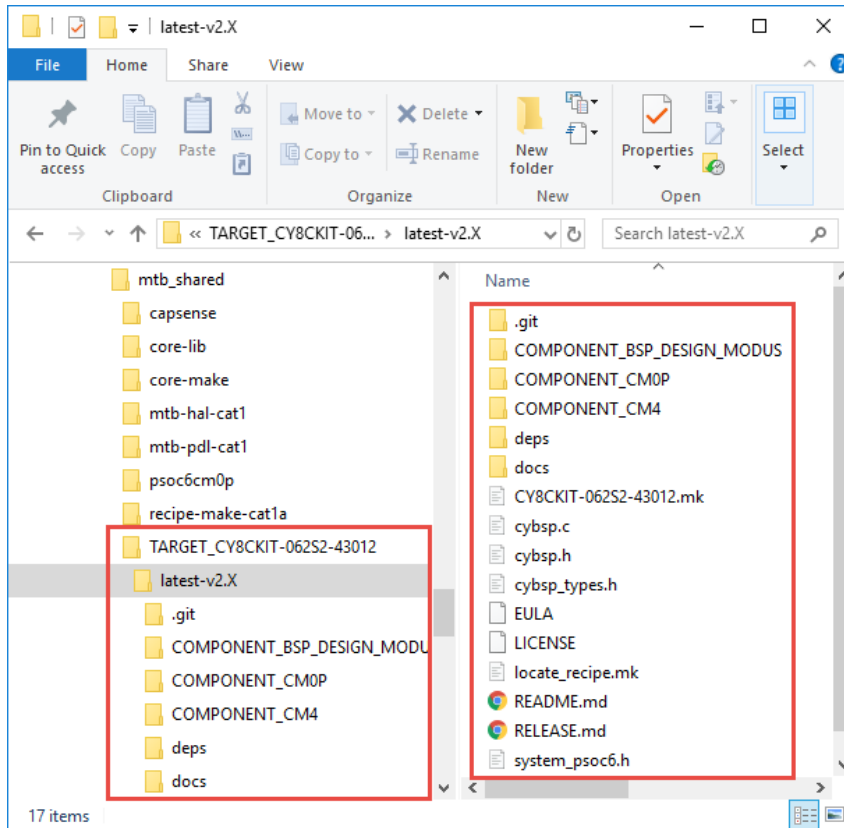 latest-v2.X
File Home Share View
Pin to Quick access
Copy
Paste
Move to
Copy to
Delete
Rename
New folder
Properties
Select
Clipboard Organize New Open
« TARGET_CY8CKIT-06... > latest-v2.X
Search latest-v2.X
mtb_shared
capsense
core-lib
core-make
mtb-hal-cat1
mtb-pdl-cat1
psoc6cm0p
recipe-make-cat1a
TARGET_CY8CKIT-062S2-43012
latest-v2.X
.git
COMPONENT_BSP_DESIGN_MODU
COMPONENT_CM0P
COMPONENT_CM4
deps
docs
Name
.git
COMPONENT_BSP_DESIGN_MODUS
COMPONENT_CM0P
COMPONENT_CM4
deps
docs
CY8CKIT-062S2-43012.mk
cybsp.c
cybsp.h
cybsp_types.h
EULA
LICENSE
locate_recipe.mk
README.md
RELEASE.md
system_psoc6.h
17 items